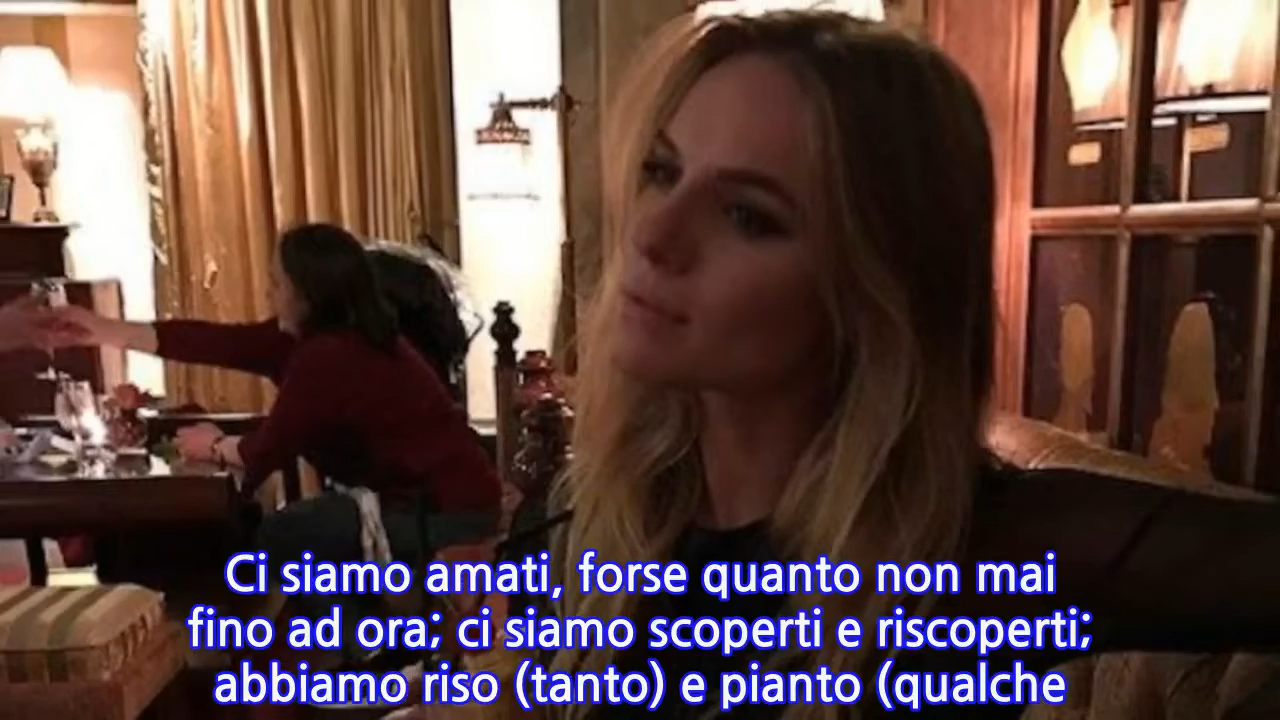 Ci siamo amati, forse quanto non mai
fino ad ora; ci siamo scoperti e riscoperti;
abbiamo riso (tanto) e pianto (qualche